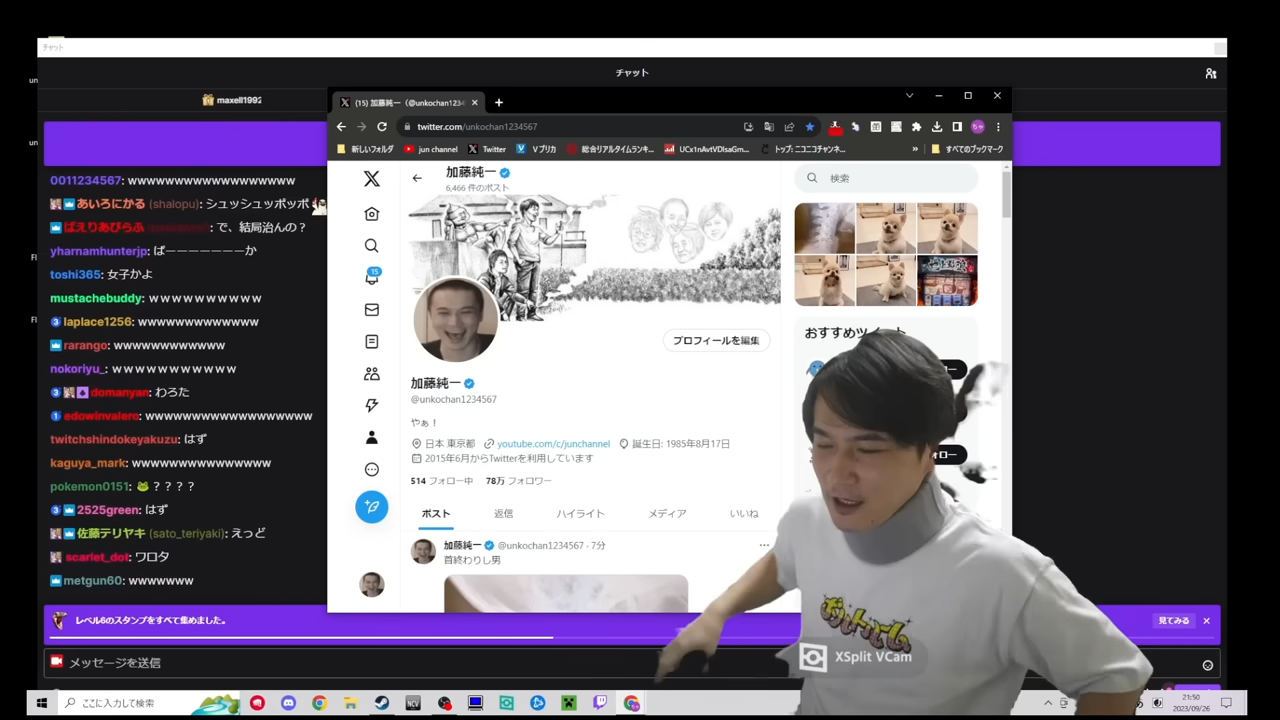 チャット
チャット
maxell1992
0011234567: wwwwwwwwwwwwwwwwww
あいろにかる (shalopu): シュッシュッポッポ
ぱえりあぴらふ : で、結局治んの？
yharnamhunterjp: ばーーーーーーーか
toshi365: 女子かよ
mustachebuddy: ｗｗｗｗｗｗｗｗｗｗ
laplace1256: wwwwwwwwwwwww
rarango: wwwwwwwwwwww
nokoriyu_: ｗｗｗｗｗｗｗｗｗｗｗ
domanyan: わろた
edowinvalero: wwwwwwwwwwwwwwwwww
twitchshindokeyakuzu: はず
kaguya_mark: wwwwwwwwwwwwwww
pokemon0151: 🐸？？？？
2525green: はず
佐藤テリヤキ (sato_teriyaki): えっど
scarlet_dot: ワロタ
metgun60: wwwwwww
レベル6のスタンプをすべて集めました。
見てみる
メッセージを送信
(15) 加藤純一（@unkochan1234
twitter.com/unkochan1234567
新しいフォルダ jun channel Twitter Vプリカ 総合リアルタイムランキ... UCx1nAvtVDIsaGm... トップ: ニコニコチャンネ... » すべてのブックマーク
加藤純一
6,466 件のポスト
検索
15
プロフィールを編集
加藤純一
@unkochan1234567
やぁ！
日本 東京都 youtube.com/c/junchannel 誕生日: 1985年8月17日
2015年6月からTwitterを利用しています
514 フォロー中 78万 フォロワー
ポスト 返信 ハイライト メディア いいね
加藤純一 @unkochan1234567 · 7分
首終わりし男
XSplit VCam
ここに入力して検索
NCV
21:50
2023/09/26